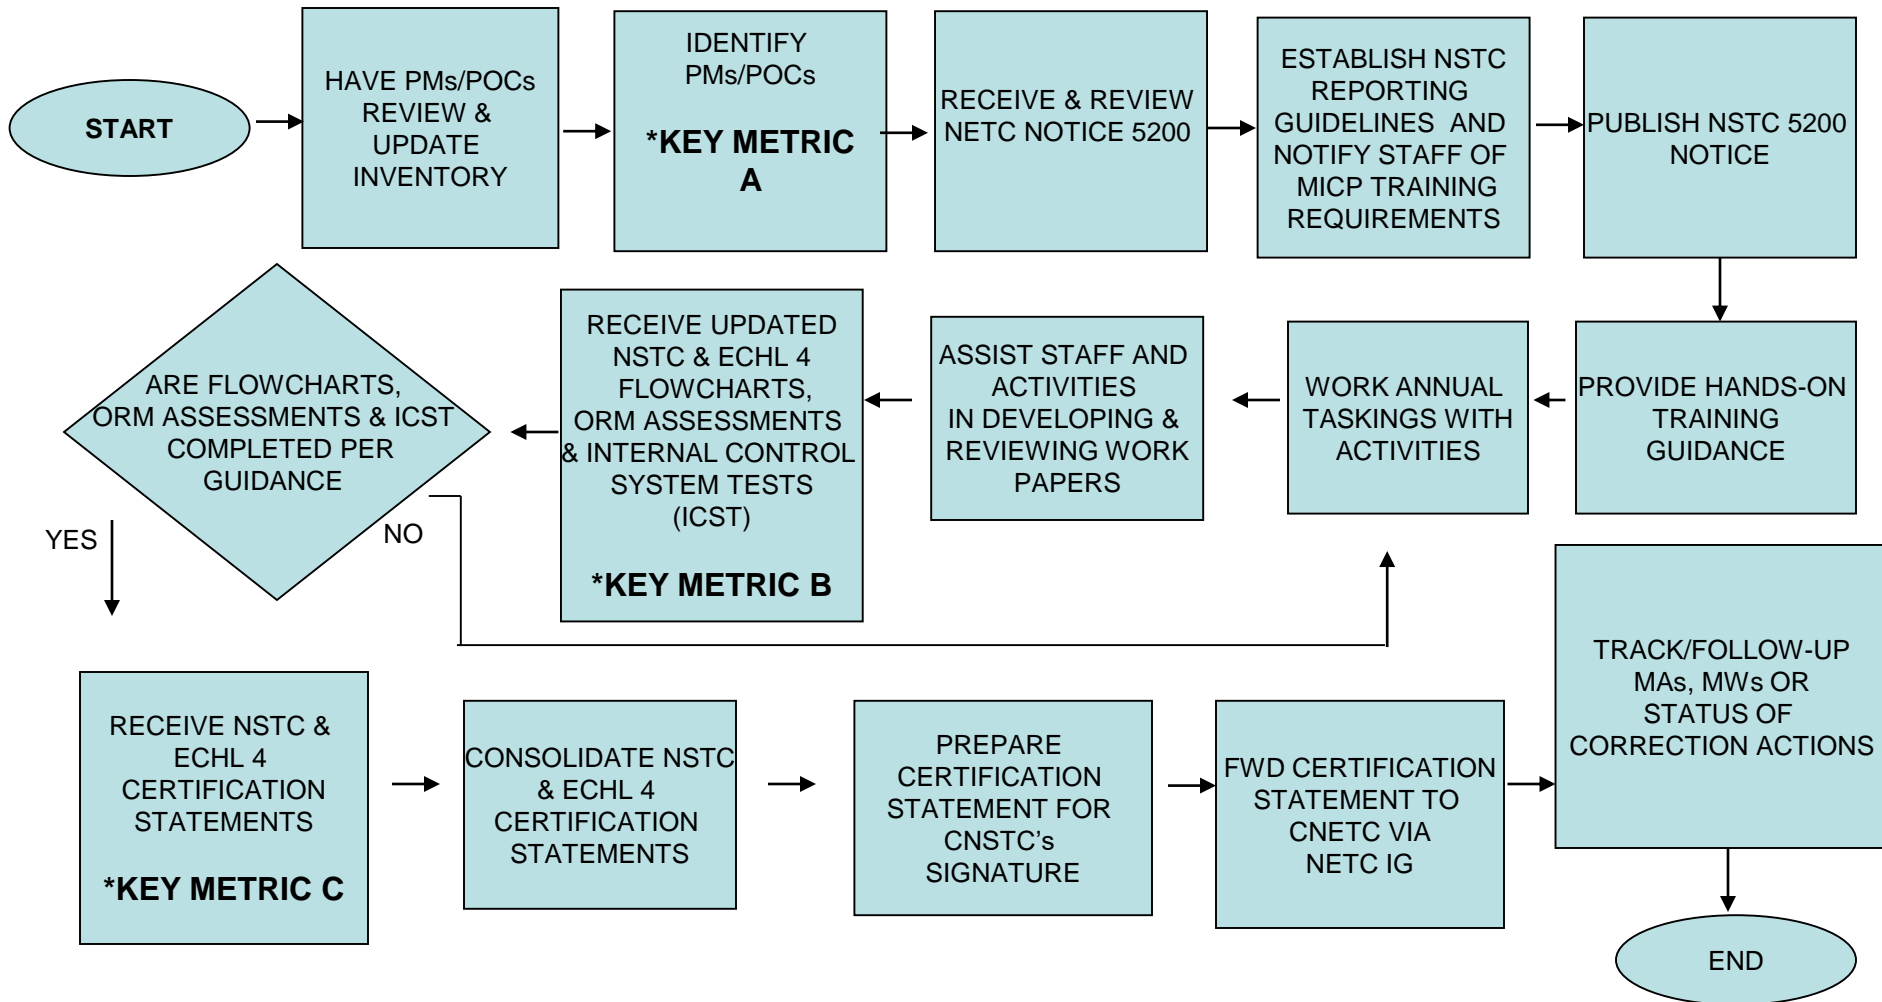 START
HAVE PMs/POCs
REVIEW &
UPDATE
INVENTORY
IDENTIFY
PMs/POCs
*KEY METRIC
A
RECEIVE & REVIEW
NETC NOTICE 5200
ESTABLISH NSTC
REPORTING
GUIDELINES AND
NOTIFY STAFF OF
MICP TRAINING
REQUIREMENTS
PUBLISH NSTC 5200
NOTICE
PROVIDE HANDS-ON
TRAINING
GUIDANCE
WORK ANNUAL
TASKINGS WITH
ACTIVITIES
ASSIST STAFF AND
ACTIVITIES
IN DEVELOPING &
REVIEWING WORK
PAPERS
RECEIVE UPDATED
NSTC & ECHL 4
FLOWCHARTS,
ORM ASSESSMENTS
& INTERNAL CONTROL
SYSTEM TESTS
(ICST)
*KEY METRIC B
ARE FLOWCHARTS,
ORM ASSESSMENTS & ICST
COMPLETED PER
GUIDANCE
YES
NO
RECEIVE NSTC &
ECHL 4
CERTIFICATION
STATEMENTS
*KEY METRIC C
CONSOLIDATE NSTC
& ECHL 4
CERTIFICATION
STATEMENTS
PREPARE
CERTIFICATION
STATEMENT FOR
CNSTC’s
SIGNATURE
FWD CERTIFICATION
STATEMENT TO
CNETC VIA
NETC IG
TRACK/FOLLOW-UP
MAs, MWs OR
STATUS OF
CORRECTION ACTIONS
END